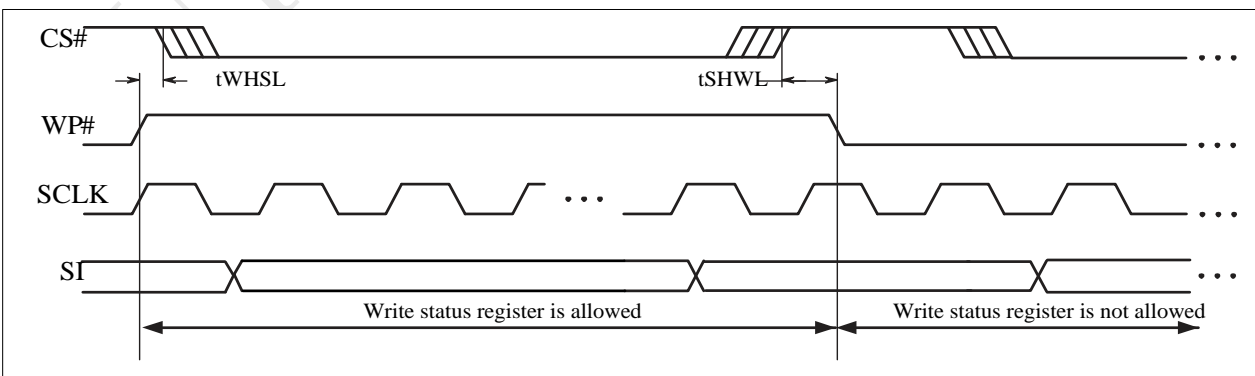 CS#
tWHSL
tSHWL
WP#
SCLK
SI
Write status register is allowed
Write status register is not allowed